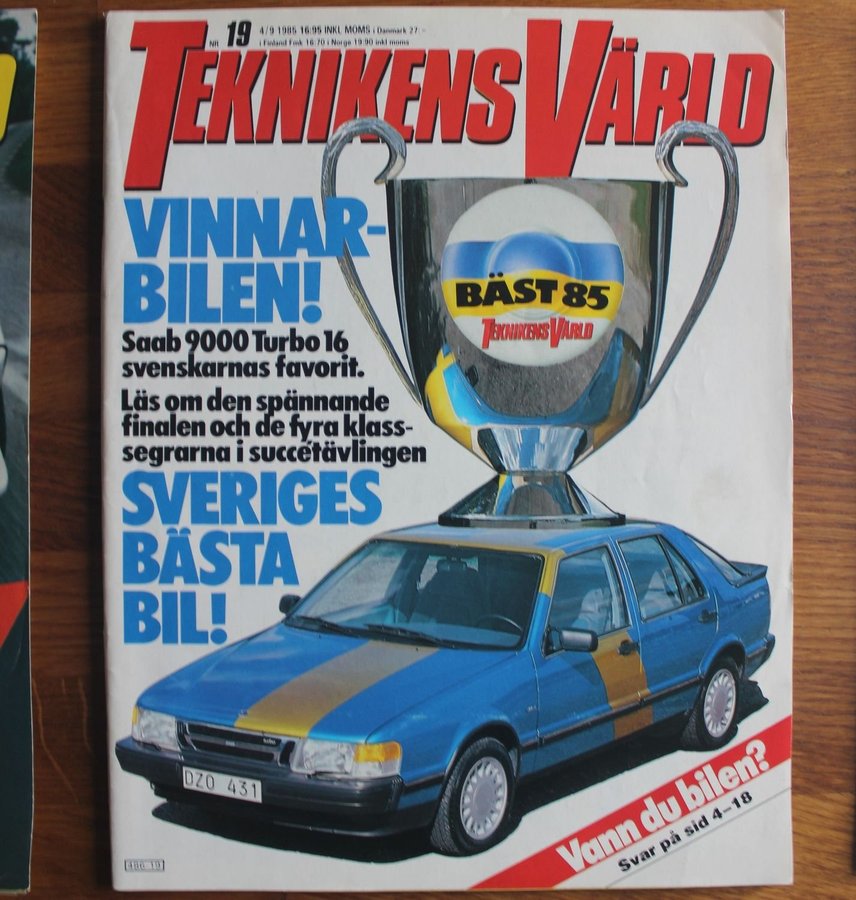 NR. 19 4/9 1985 16:95 INKL MOMS i Danmark 27:-
i Finland Fmk 16:70 i Norge 19.90 inkl moms
TEKNIKENS VÄRLD
VINNAR-
BILEN!
Saab 9000 Turbo 16
svenskarnas favorit.
Läs om den spännande
finalen och de fyra klass-
segrarna i succétävlingen
SVERIGES
BÄSTA
BIL!
BÄST 85
TEKNIKENS VÄRLD
DZO 431
Vann du bilen?
Svar på sid 4–18
486 19